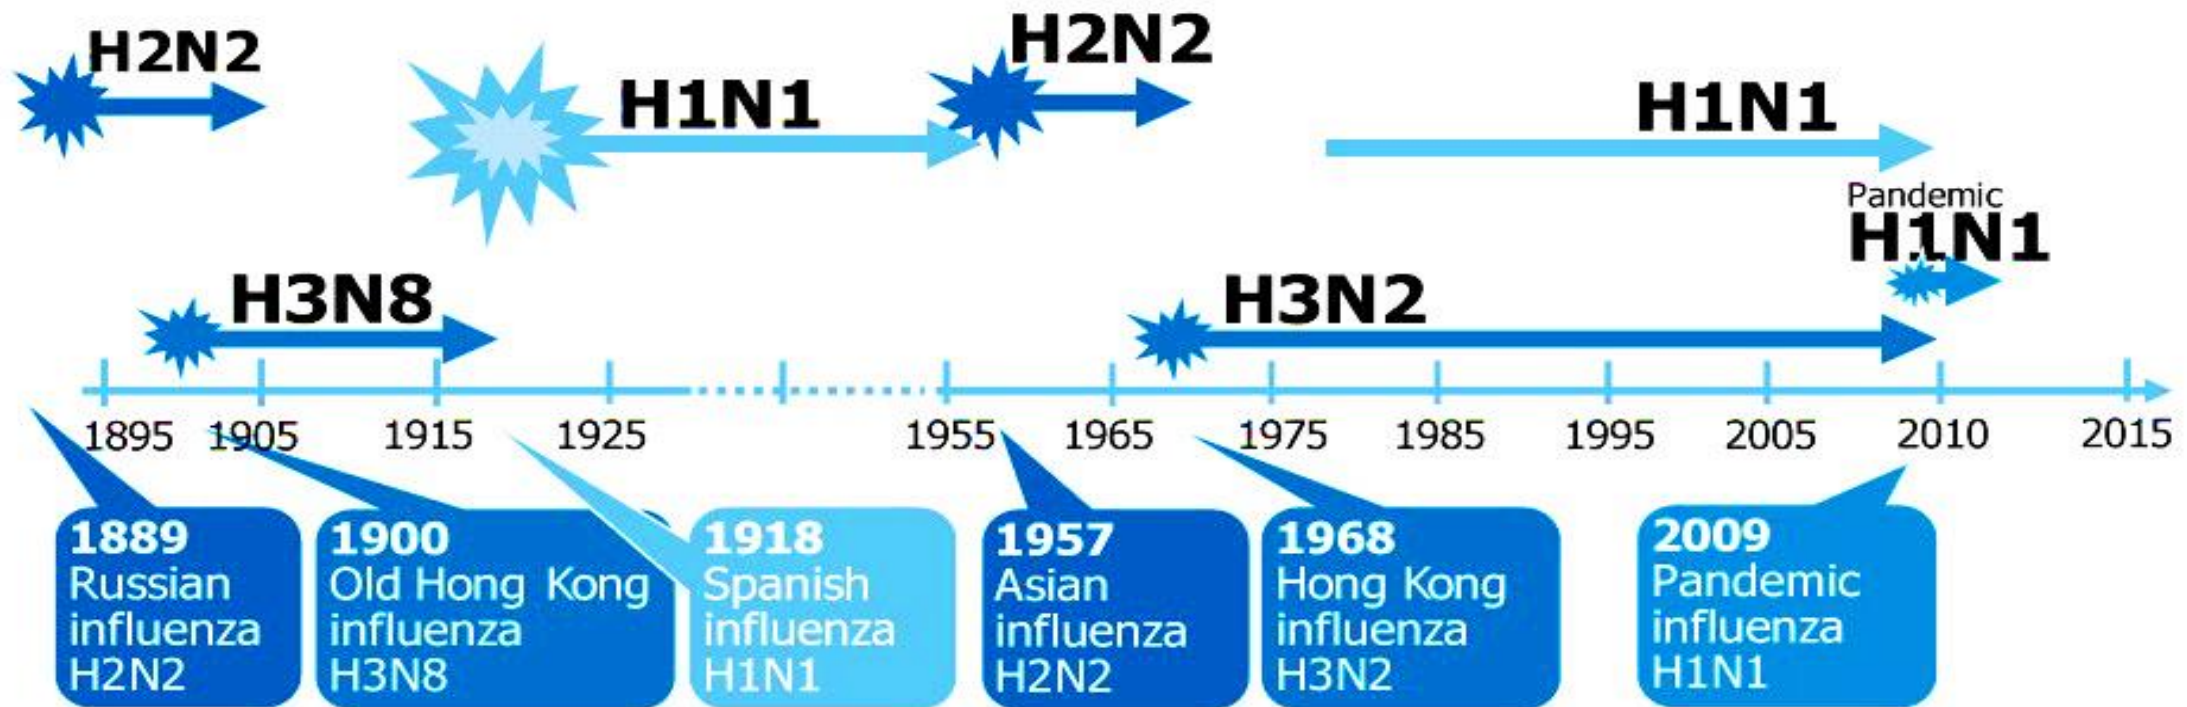 H2N2
H2N2
H1N1
H1N1
Pandemic
H1N1
H3N8
H3N2
1895 1905 1915 1925 1955 1965 1975 1985 1995 2005 2010 2015
1889
Russian
influenza
H2N2
1900
Old Hong Kong
influenza
H3N8
1918
Spanish
influenza
H1N1
1957
Asian
influenza
H2N2
1968
Hong Kong
influenza
H3N2
2009
Pandemic
influenza
H1N1